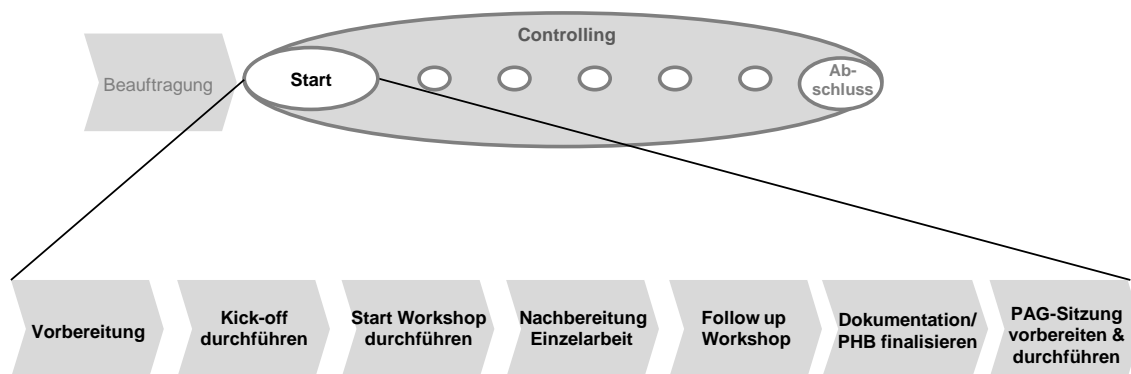 Controlling
Beauftragung
Start
Ab-
schluss
Vorbereitung
Kick-off
durchführen
Start Workshop
durchführen
Nachbereitung
Einzelarbeit
Follow up
Workshop
Dokumentation/
PHB finalisieren
PAG-Sitzung
vorbereiten &
durchführen